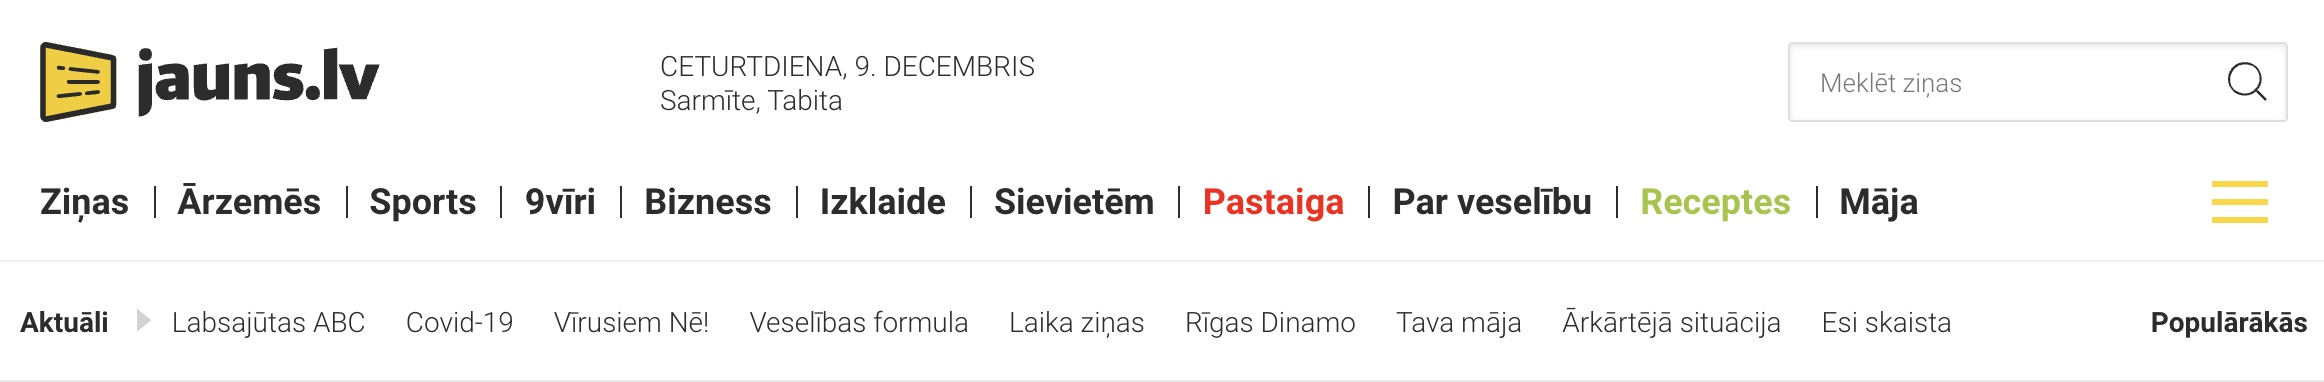 jauns.lv
CETURTDIENA, 9. DECEMBRIS
Sarmīte, Tabita
Meklēt ziņas
Ziņas | Ārzemēs | Sports | 9vīri | Bizness | Izklaide | Sievietēm | Pastaiga | Par veselību | Receptes | Māja
Aktuāli Labsajūtas ABC Covid-19 Vīrusiem Nē! Veselības formula Laika ziņas Rīgas Dinamo Tava māja Ārkārtējā situācija Esi skaista Populārākās